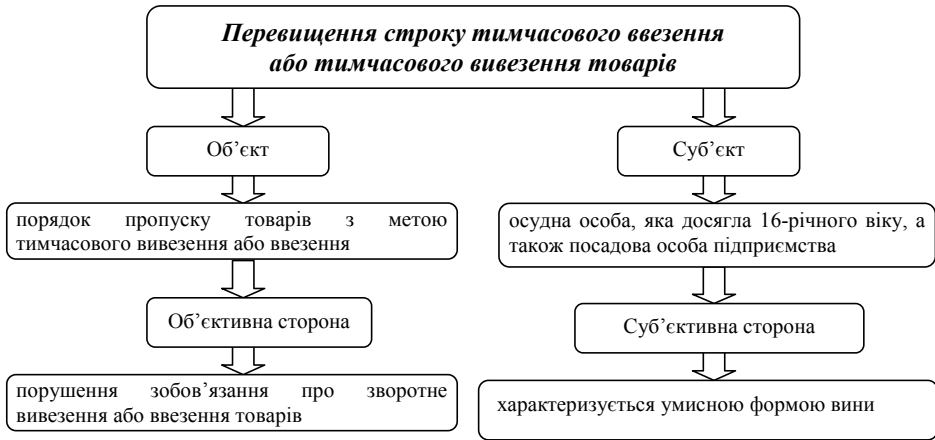 Перевищення строку тимчасового ввезення
або тимчасового вивезення товарів
Об’єкт
порядок пропуску товарів з метою
тимчасового вивезення або ввезення
Об’єктивна сторона
порушення зобов’язання про зворотне
вивезення або ввезення товарів
Суб’єкт
осудна особа, яка досягла 16-річного віку, а
також посадова особа підприємства
Суб’єктивна сторона
характеризується умисною формою вини